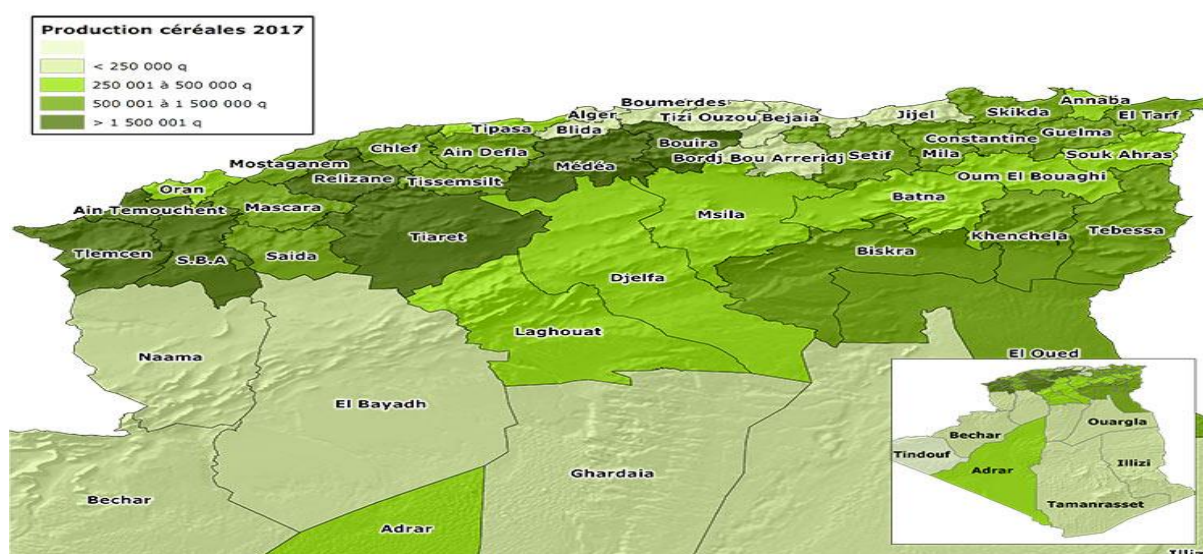 Production céréales 2017
< 250 000 q
250 001 à 500 000 q
500 001 à 1 500 000 q
> 1 500 001 q
Boumerdes
Annaba
Alger
Tizi Ouzou
Bejaia
Jijel
Skikda
El Tarf
Tipasa
Blida
Constantine
Guelma
Chlef
Ain Defla
Bouira
Médéa
Bordj Bou Arreridj
Setif
Mila
Souk Ahras
Mostaganem
Relizane
Tissemsilt
Oum El Bouaghi
Oran
Ain Temouchent
Mascara
Batna
Msila
Tiaret
Khenchela
Tebessa
Tlemcen
S.B.A
Saida
Biskra
Djelfa
Laghouat
Naama
El Oued
El Bayadh
Ghardaia
Bechar
Adrar
Ouargla
Bechar
Tindouf
Illizi
Adrar
Tamanrasset